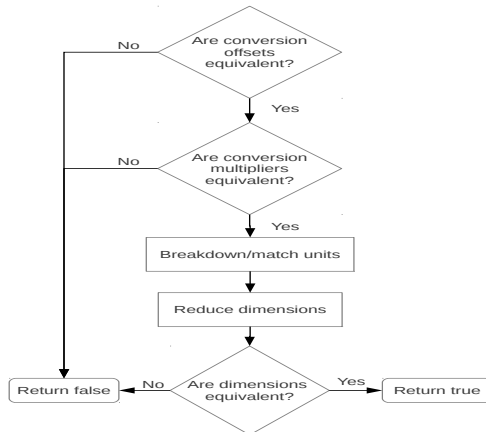 Are conversion
offsets
equivalent?
No
Yes
Are conversion
multipliers
equivalent?
No
Yes
Breakdown/match units
Reduce dimensions
Are dimensions
equivalent?
No
Yes
Return false
Return true